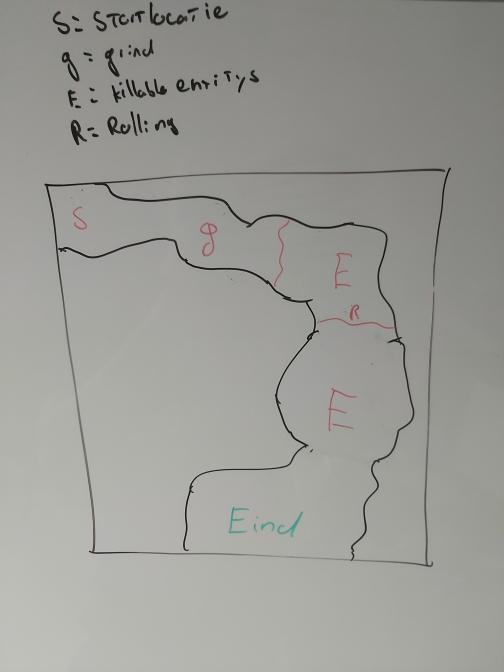 S = Startlocatie
g = grind
E = killable entitys
R = Rolling
S
g
E
R
E
Eind